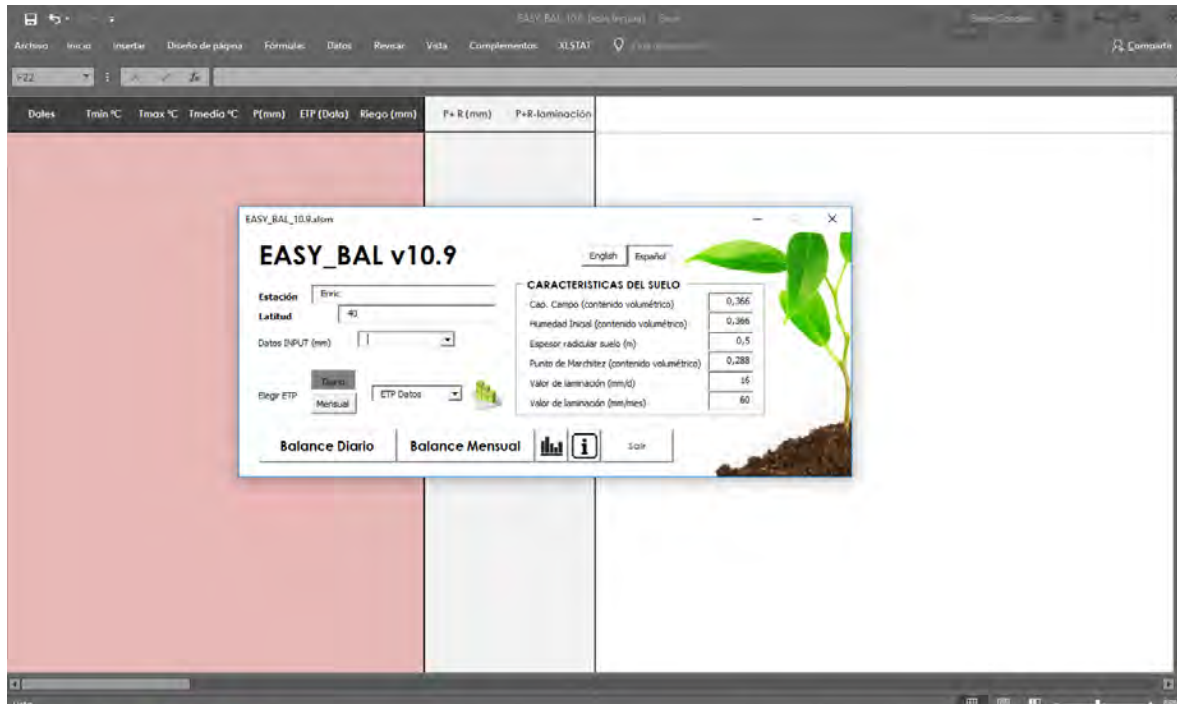 Archivo Inicio Insertar Diseño de página Fórmulas Datos Revisar Vista Complementos XLSTAT Compartir
F22 fx
Dates Tmin ºC Tmax ºC Tmedia ºC P(mm) ETP (Data) Riego (mm) P+ R (mm) P+R-laminación
EASY_BAL_10.9.xlsm
EASY_BAL v10.9
English Español
Estación Enric
Latitud 40
Datos INPUT (mm)
Elegir ETP Diario Mensual ETP Datos
CARACTERISTICAS DEL SUELO
Cap. Campo (contenido volumétrico) 0,366
Humedad Inicial (contenido volumétrico) 0,366
Espesor radicular suelo (m) 0,5
Punto de Marchitez (contenido volumétrico) 0,288
Valor de laminación (mm/d) 16
Valor de laminación (mm/mes) 60
Balance Diario Balance Mensual i Salir